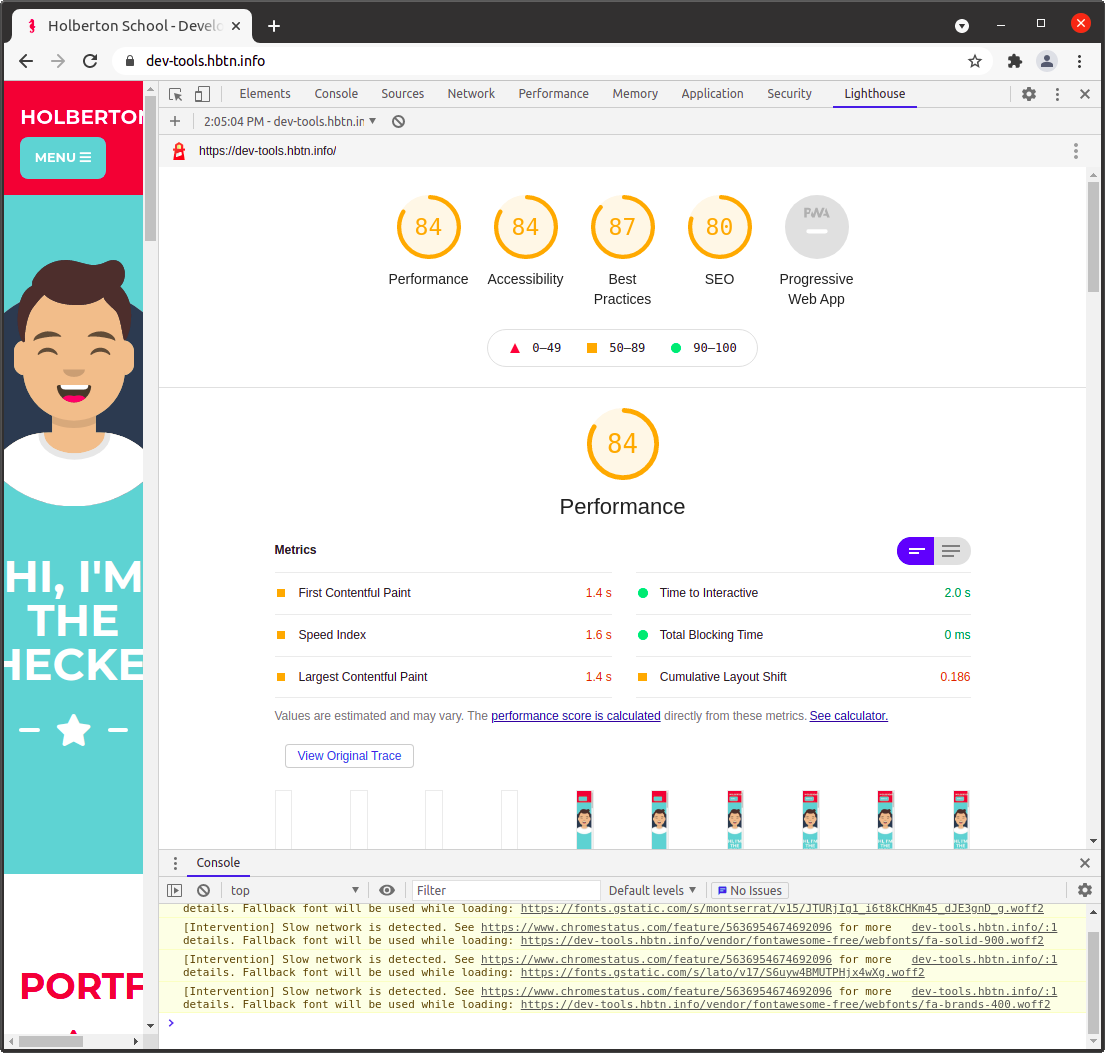 Holberton School - Develo
dev-tools.hbtn.info
Elements Console Sources Network Performance Memory Application Security Lighthouse
2:05:04 PM - dev-tools.hbtn.in
https://dev-tools.hbtn.info/
HOLBERTON
MENU
84 84 87 80 PWA
Performance Accessibility Best Practices SEO Progressive Web App
0–49 50–89 90–100
84
Performance
Metrics
First Contentful Paint 1.4 s Time to Interactive 2.0 s
Speed Index 1.6 s Total Blocking Time 0 ms
Largest Contentful Paint 1.4 s Cumulative Layout Shift 0.186
Values are estimated and may vary. The performance score is calculated directly from these metrics. See calculator.
View Original Trace
HI, I'M
THE
HECKE
PORTF
Console
top Filter Default levels No Issues
details. Fallback font will be used while loading: https://fonts.gstatic.com/s/montserrat/v15/JTURjIg1_i6t8kCHKm45_dJE3gnD_g.woff2
[Intervention] Slow network is detected. See https://www.chromestatus.com/feature/5636954674692096 for more dev-tools.hbtn.info/:1
details. Fallback font will be used while loading: https://dev-tools.hbtn.info/vendor/fontawesome-free/webfonts/fa-solid-900.woff2
[Intervention] Slow network is detected. See https://www.chromestatus.com/feature/5636954674692096 for more dev-tools.hbtn.info/:1
details. Fallback font will be used while loading: https://fonts.gstatic.com/s/lato/v17/S6uyw4BMUTPHjx4wXg.woff2
[Intervention] Slow network is detected. See https://www.chromestatus.com/feature/5636954674692096 for more dev-tools.hbtn.info/:1
details. Fallback font will be used while loading: https://dev-tools.hbtn.info/vendor/fontawesome-free/webfonts/fa-brands-400.woff2